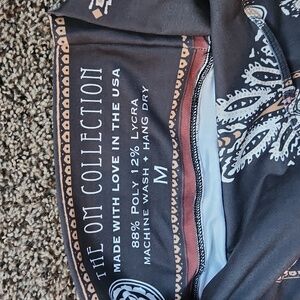 THE OM COLLECTION
MADE WITH LOVE IN THE USA
88% POLY 12% LYCRA
MACHINE WASH + HANG DRY
M